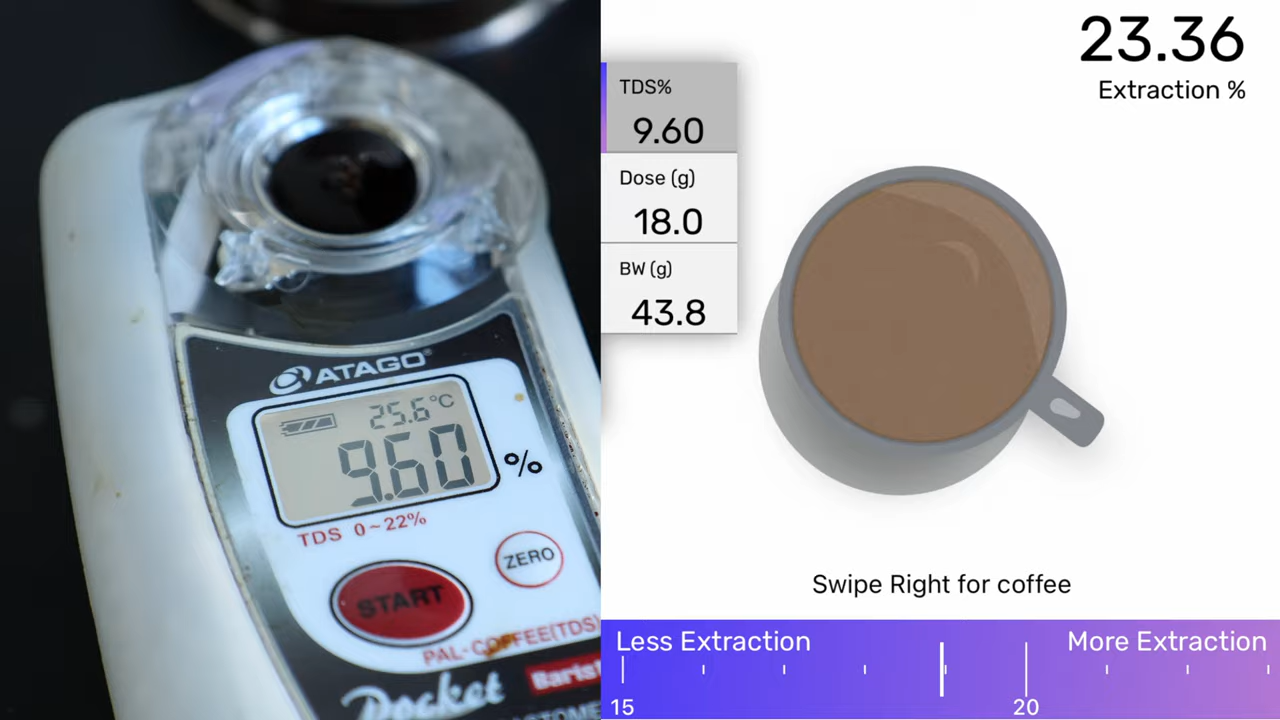 ATAGO®
25.6°C
9.60 %
TDS 0~22%
ZERO
START
PAL-COFFEE(TDS)
Pocket Baris
23.36
Extraction %
TDS%
9.60
Dose (g)
18.0
BW (g)
43.8
Swipe Right for coffee
Less Extraction
More Extraction
15
20